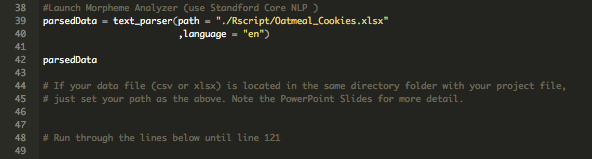 38 #Launch Morpheme Analyzer (use Standford Core NLP )
39 parsedData = text_parser(path = "./Rscript/Oatmeal_Cookies.xlsx"
40 ,language = "en")
41
42 parsedData
43
44 # If your data file (csv or xlsx) is located in the same directory folder with your project file,
45 # just set your path as the above. Note the PowerPoint Slides for more detail.
46
47
48 # Run through the lines below until line 121
49